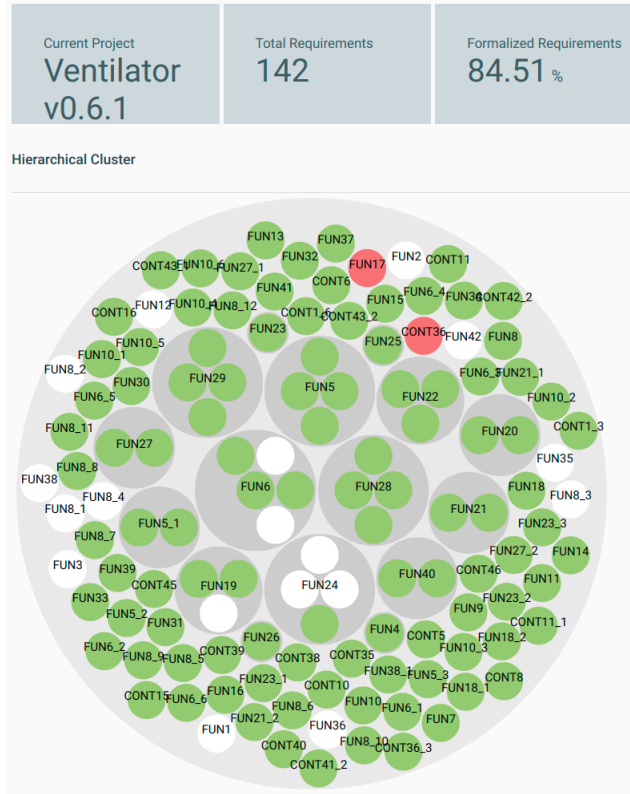 Current Project
Ventilator
v0.6.1
Total Requirements
142
Formalized Requirements
84.51 %
Hierarchical Cluster
FUN13
FUN37
FUN32
FUN17
FUN2
CONT11
CONT43_1
FUN10_6
FUN27_1
FUN41
CONT6
FUN15
FUN6_4
FUN34
CONT42_2
CONT16
FUN12
FUN10_4
FUN8_12
FUN23
CONT1_6
CONT43_2
FUN25
CONT36
FUN42
FUN8
FUN10_5
FUN10_1
FUN8_2
FUN30
FUN29
FUN5
FUN22
FUN6_3
FUN21_1
FUN6_5
FUN10_2
FUN8_11
FUN27
FUN20
CONT1_3
FUN35
FUN8_8
FUN38
FUN8_4
FUN8_1
FUN6
FUN28
FUN18
FUN8_3
FUN21
FUN5_1
FUN23_3
FUN8_7
FUN27_2
FUN14
FUN3
FUN39
CONT45
FUN19
FUN24
FUN40
CONT46
FUN11
FUN33
FUN5_2
FUN31
FUN9
FUN23_2
CONT11_1
FUN26
FUN4
CONT5
FUN18_2
FUN6_2
FUN8_9
FUN8_5
CONT39
CONT38
CONT35
FUN10_3
FUN38_1
FUN5_3
CONT8
CONT15
FUN6_6
FUN16
FUN23_1
CONT10
FUN18_1
FUN10
FUN6_1
FUN21_2
FUN8_6
FUN7
FUN1
FUN36
CONT40
FUN8_10
CONT36_3
CONT41_2